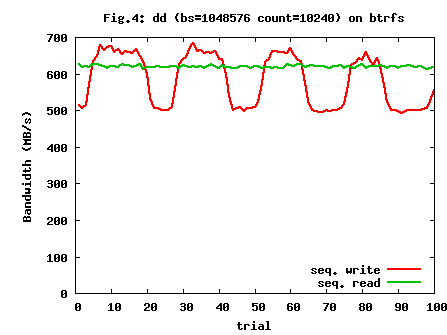 Fig.4: dd (bs=1048576 count=10240) on btrfs
700
600
500
400
300
200
100
0
Bandwidth (MB/s)
seq. write
seq. read
0 10 20 30 40 50 60 70 80 90 100
trial